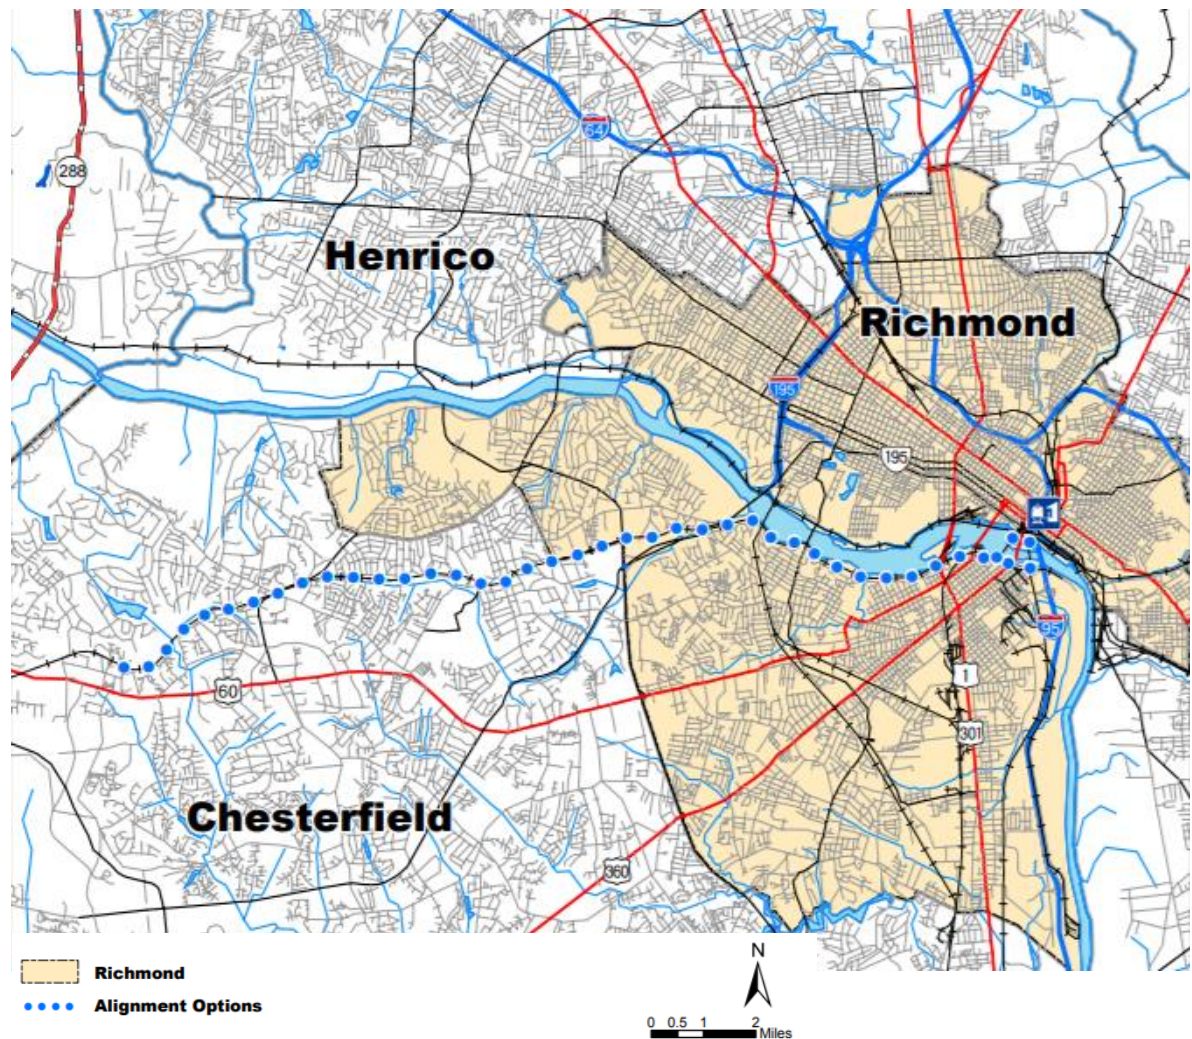 64
288
Henrico
Richmond
195
195
95
60
1
301
Chesterfield
360
Richmond
Alignment Options
N
0 0.5 1 2
Miles